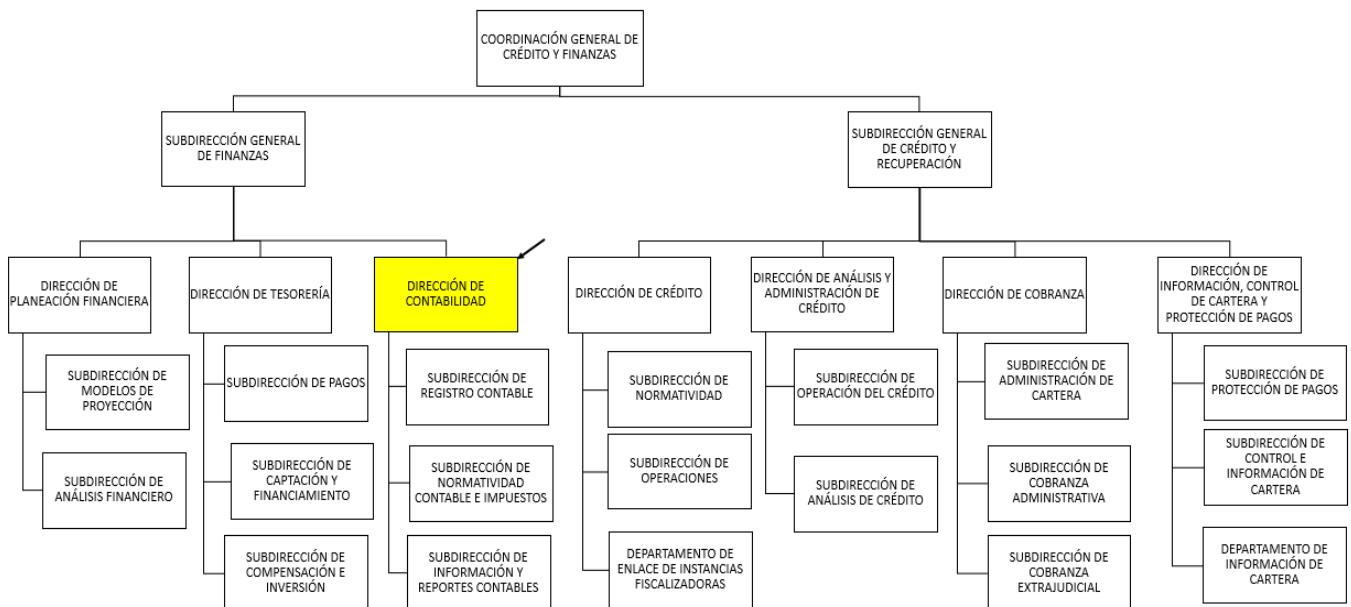 COORDINACIÓN GENERAL DE
CRÉDITO Y FINANZAS
SUBDIRECCIÓN GENERAL
DE FINANZAS
SUBDIRECCIÓN GENERAL
DE CRÉDITO Y
RECUPERACIÓN
DIRECCIÓN DE
PLANEACIÓN FINANCIERA
DIRECCIÓN DE TESORERÍA
DIRECCIÓN DE
CONTABILIDAD
DIRECCIÓN DE CRÉDITO
DIRECCIÓN DE ANÁLISIS Y
ADMINISTRACIÓN DE
CRÉDITO
DIRECCIÓN DE COBRANZA
DIRECCIÓN DE
INFORMACIÓN, CONTROL
DE CARTERA Y
PROTECCIÓN DE PAGOS
SUBDIRECCIÓN DE
MODELOS DE
PROYECCIÓN
SUBDIRECCIÓN DE
ANÁLISIS FINANCIERO
SUBDIRECCIÓN DE PAGOS
SUBDIRECCIÓN DE
CAPTACIÓN Y
FINANCIAMIENTO
SUBDIRECCIÓN DE
COMPENSACIÓN E
INVERSIÓN
SUBDIRECCIÓN DE
REGISTRO CONTABLE
SUBDIRECCIÓN DE
NORMATIVIDAD
CONTABLE E IMPUESTOS
SUBDIRECCIÓN DE
INFORMACIÓN Y
REPORTES CONTABLES
SUBDIRECCIÓN DE
NORMATIVIDAD
SUBDIRECCIÓN DE
OPERACIONES
DEPARTAMENTO DE
ENLACE DE INSTANCIAS
FISCALIZADORAS
SUBDIRECCIÓN DE
OPERACIÓN DEL CRÉDITO
SUBDIRECCIÓN DE
ANÁLISIS DE CRÉDITO
SUBDIRECCIÓN DE
ADMINISTRACIÓN DE
CARTERA
SUBDIRECCIÓN DE
COBRANZA
ADMINISTRATIVA
SUBDIRECCIÓN DE
COBRANZA
EXTRAJUDICIAL
SUBDIRECCIÓN DE
PROTECCIÓN DE PAGOS
SUBDIRECCIÓN DE
CONTROL E
INFORMACIÓN DE
CARTERA
DEPARTAMENTO DE
INFORMACIÓN DE
CARTERA